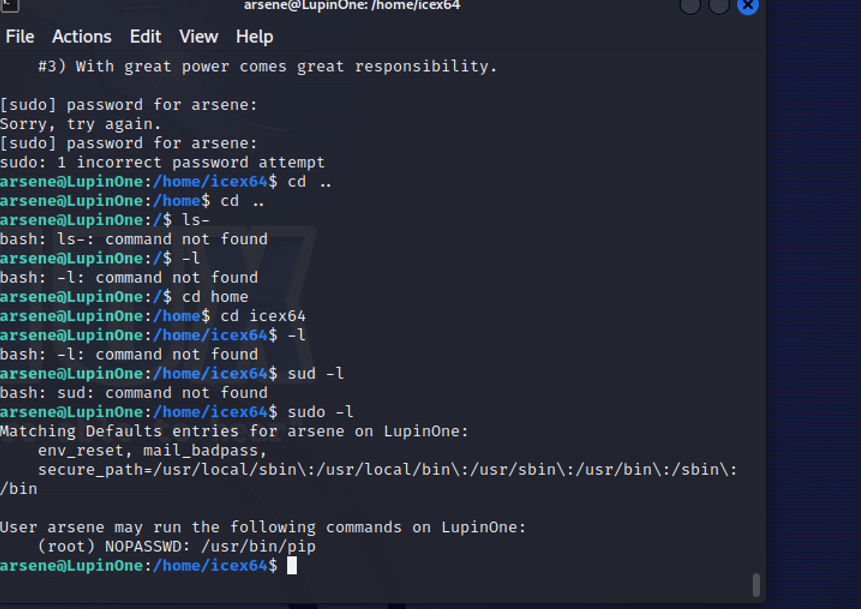 arsene@LupinOne: /home/icex64
File Actions Edit View Help
#3) With great power comes great responsibility.
[sudo] password for arsene:
Sorry, try again.
[sudo] password for arsene:
sudo: 1 incorrect password attempt
arsene@LupinOne:/home/icex64$ cd ..
arsene@LupinOne:/home$ cd ..
arsene@LupinOne:/$ ls-
bash: ls-: command not found
arsene@LupinOne:/$ -l
bash: -l: command not found
arsene@LupinOne:/$ cd home
arsene@LupinOne:/home$ cd icex64
arsene@LupinOne:/home/icex64$ -l
bash: -l: command not found
arsene@LupinOne:/home/icex64$ sud -l
bash: sud: command not found
arsene@LupinOne:/home/icex64$ sudo -l
Matching Defaults entries for arsene on LupinOne:
env_reset, mail_badpass,
secure_path=/usr/local/sbin\:/usr/local/bin\:/usr/sbin\:/usr/bin\:/sbin\:
/bin
User arsene may run the following commands on LupinOne:
(root) NOPASSWD: /usr/bin/pip
arsene@LupinOne:/home/icex64$